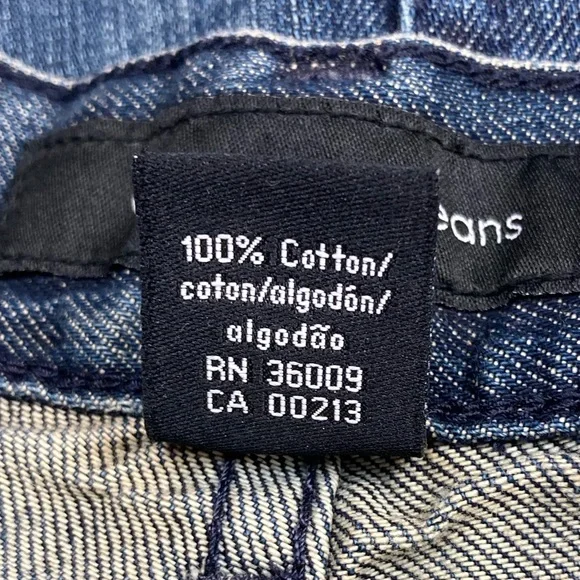 eans
100% Cotton/
coton/algodón/
algodão
RN 36009
CA 00213